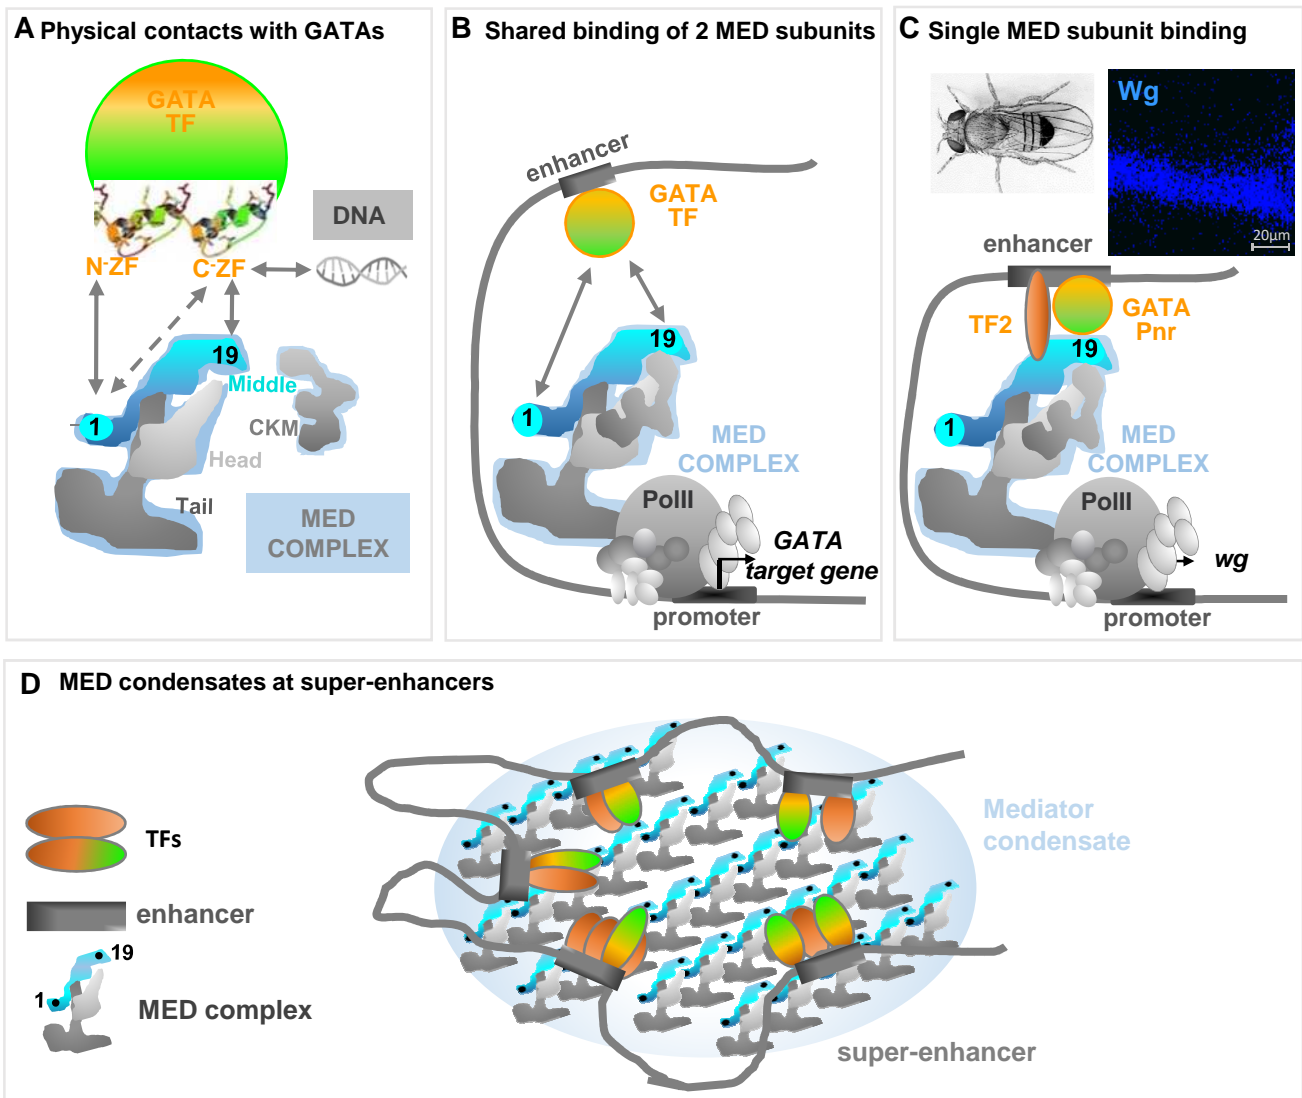 A Physical contacts with GATAs
GATA
TF
DNA
N-ZF
C-ZF
19
Middle
1
CKM
Head
Tail
MED
COMPLEX
B Shared binding of 2 MED subunits
enhancer
GATA
TF
19
1
MED
COMPLEX
PolII
GATA
target gene
promoter
C Single MED subunit binding
Wg
20µm
enhancer
TF2
GATA
Pnr
19
1
MED
COMPLEX
PolII
wg
promoter
D MED condensates at super-enhancers
TFs
enhancer
19
1
MED complex
Mediator
condensate
super-enhancer